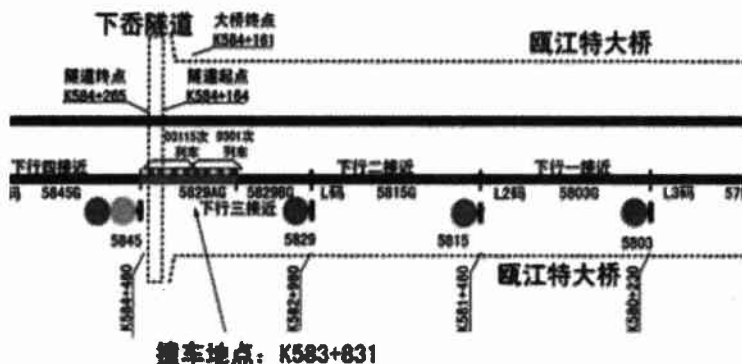 下岙隧道
大桥终点
K584+161
瓯江特大桥
隧道终点
K584+265
隧道起点
K584+164
D3115次
列车
D301次
列车
下行四接近
下行二接近
下行一接近
码
5845G
5829AG
5829BG
L码
5815G
L2码
5803G
L3码
57
下行三接近
5845
5829
5815
5803
瓯江特大桥
K584+480
K582+980
K581+460
K580+230
撞车地点：K583+831